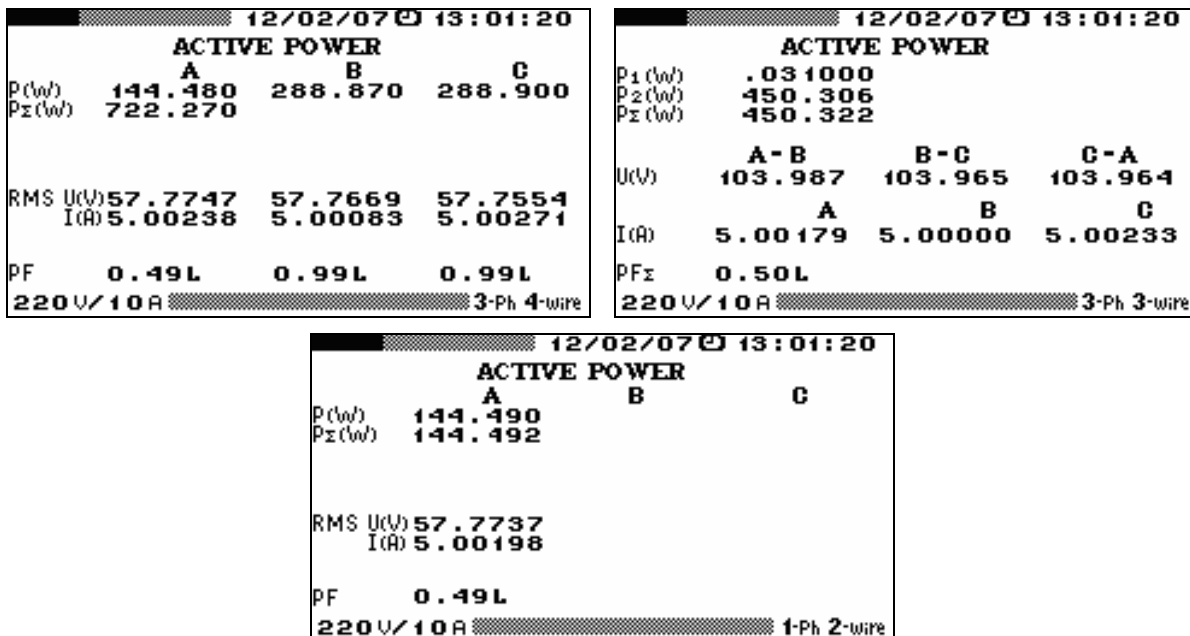 12/02/07 13:01:20
ACTIVE POWER
A B C
P(W) 144.480 288.870 288.900
PΣ(W) 722.270
RMS U(V) 57.7747 57.7669 57.7554
I(A) 5.00238 5.00083 5.00271
PF 0.49L 0.99L 0.99L
220V/10A 3-Ph 4-wire
12/02/07 13:01:20
ACTIVE POWER
P1(W) .031000
P2(W) 450.306
PΣ(W) 450.322
A-B B-C C-A
U(V) 103.987 103.965 103.964
A B C
I(A) 5.00179 5.00000 5.00233
PFΣ 0.50L
220V/10A 3-Ph 3-wire
12/02/07 13:01:20
ACTIVE POWER
A B C
P(W) 144.490
PΣ(W) 144.492
RMS U(V) 57.7737
I(A) 5.00198
PF 0.49L
220V/10A 1-Ph 2-wire